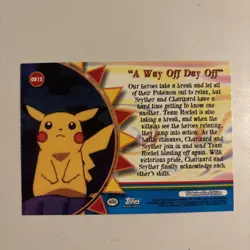 OR15
"A Way Off Day Off"
Our heroes take a break and let all
of their Pokémon out to relax, but
Scyther and Charizard have a
hard time getting to know one
another. Team Rocket is also
taking a break, and when the
villains see the heroes relaxing,
they jump into action. As the
clash occurs, Scyther and
Charizard join in and send Team
Rocket blasting off again. With
victorious pride, Charizard and
Scyther finally acknowledge
each other's skills.
Topps